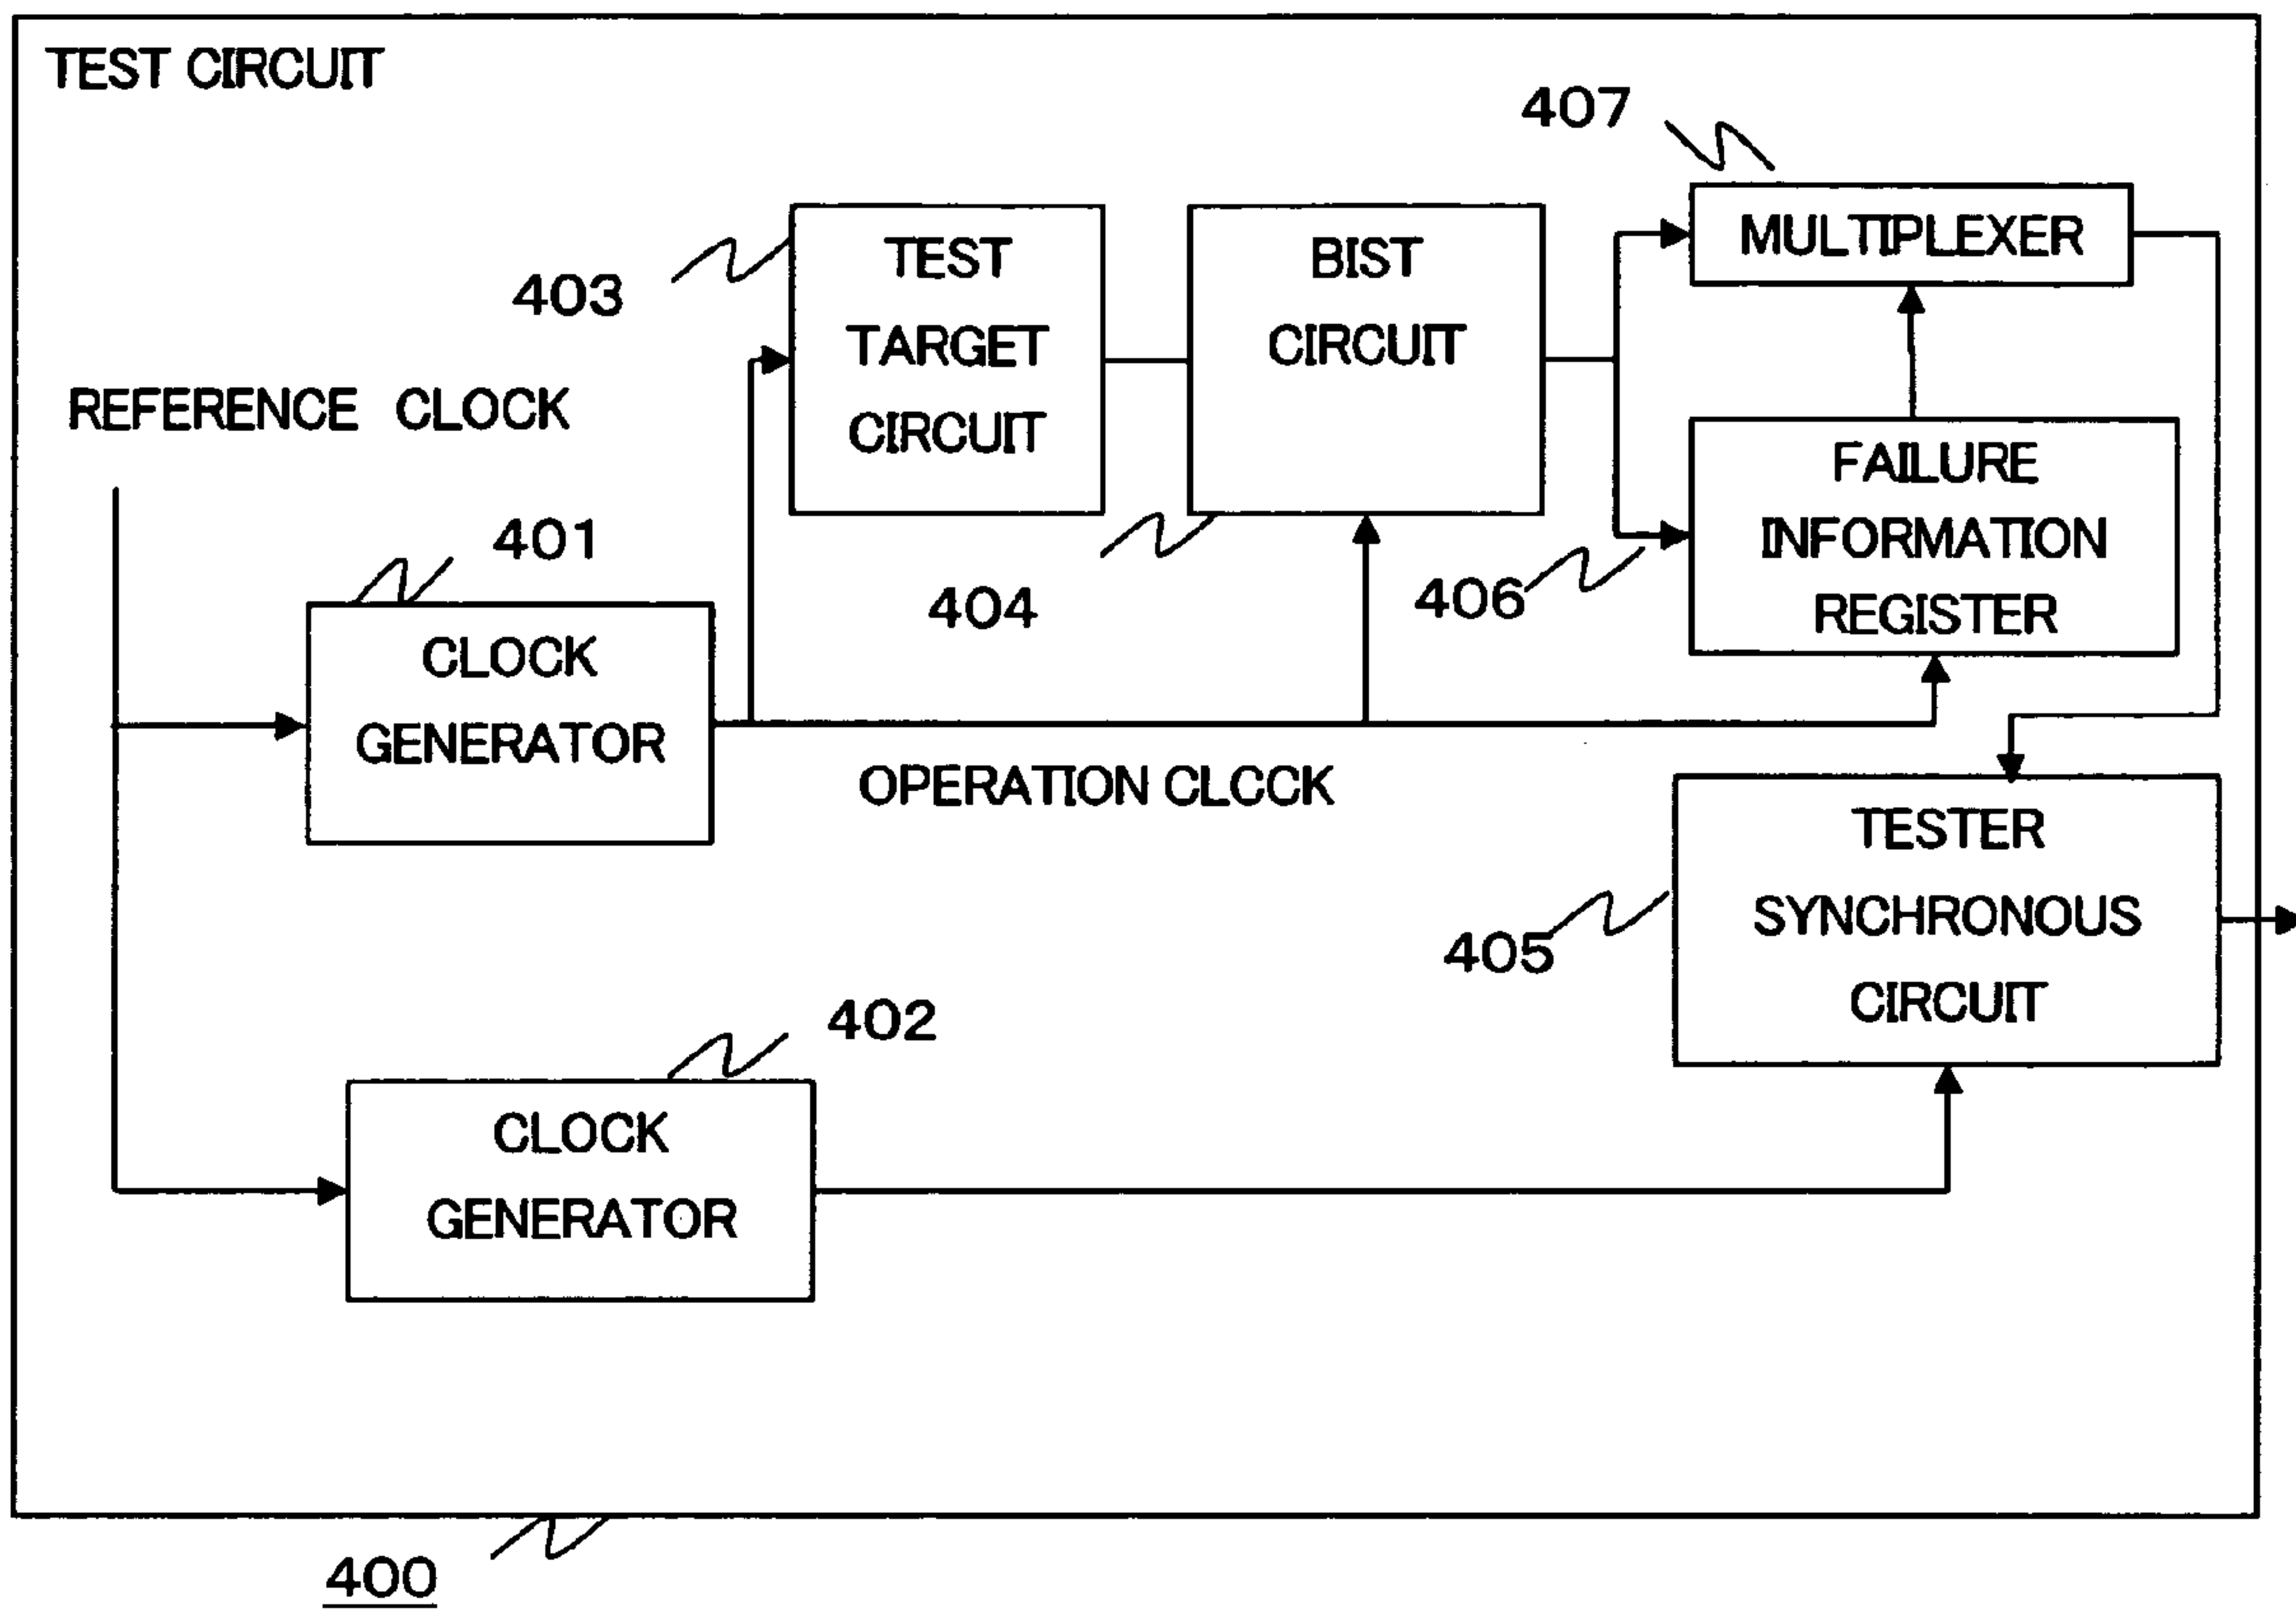 TEST CIRCUIT
407
MULTIPLEXER
403
TEST
TARGET
CIRCUIT
BIST
CIRCUIT
REFERENCE CLOCK
FAILURE
INFORMATION
REGISTER
401
404
406
CLOCK
GENERATOR
OPERATION CLCCK
TESTER
SYNCHRONOUS
CIRCUIT
405
402
CLOCK
GENERATOR
400